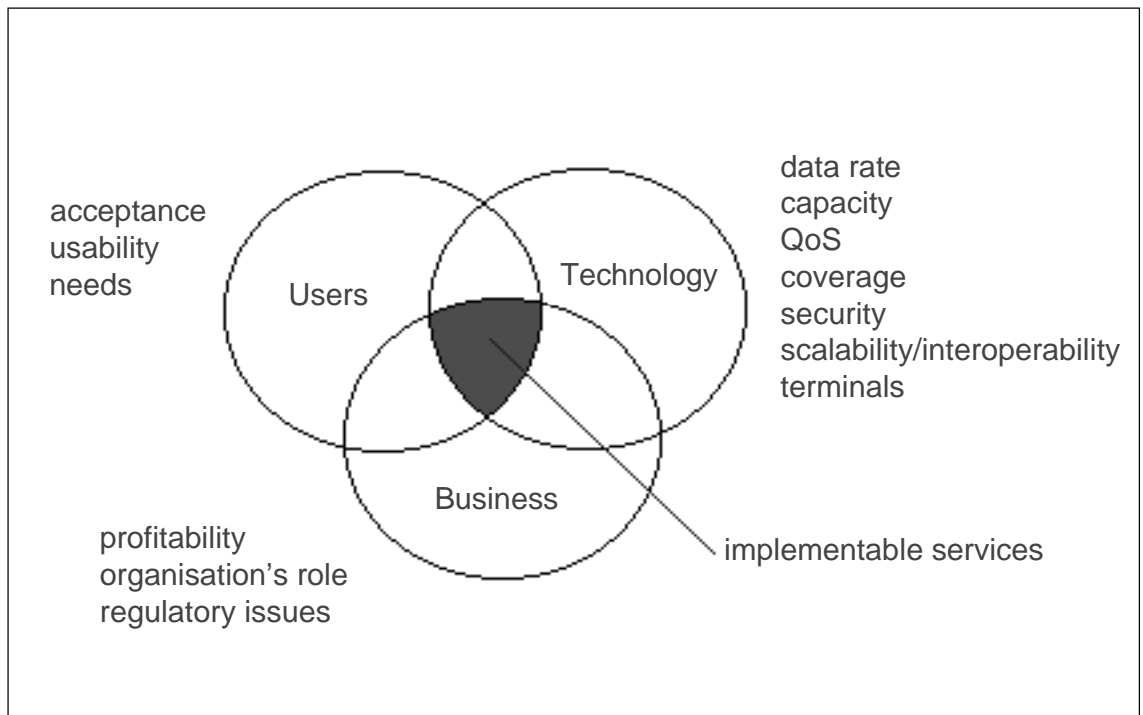 acceptance
usability
needs
Users
Technology
data rate
capacity
QoS
coverage
security
scalability/interoperability
terminals
Business
profitability
organisation’s role
regulatory issues
implementable services